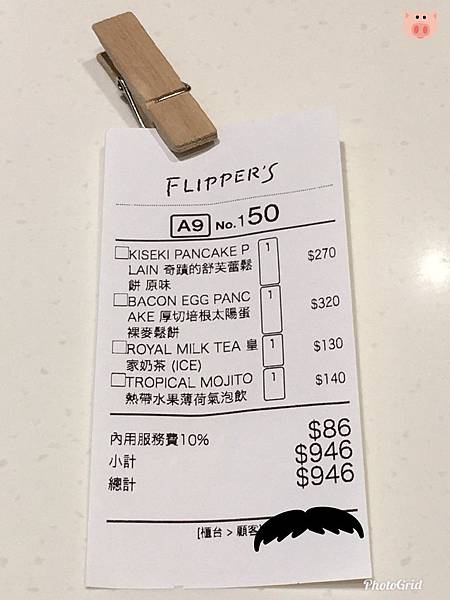 FLIPPER'S
A9 No.150
□KISEKI PANCAKE P 1 $270
LAIN 奇蹟的舒芙蕾鬆
餅 原味
□BACON EGG PANC 1 $320
AKE 厚切培根太陽蛋
裸麥鬆餅
□ROYAL MILK TEA 皇 1 $130
家奶茶 (ICE)
□TROPICAL MOJITO 1 $140
熱帶水果薄荷氣泡飲
內用服務費10% $86
小計 $946
總計 $946
[櫃台 > 顧客
PhotoGrid